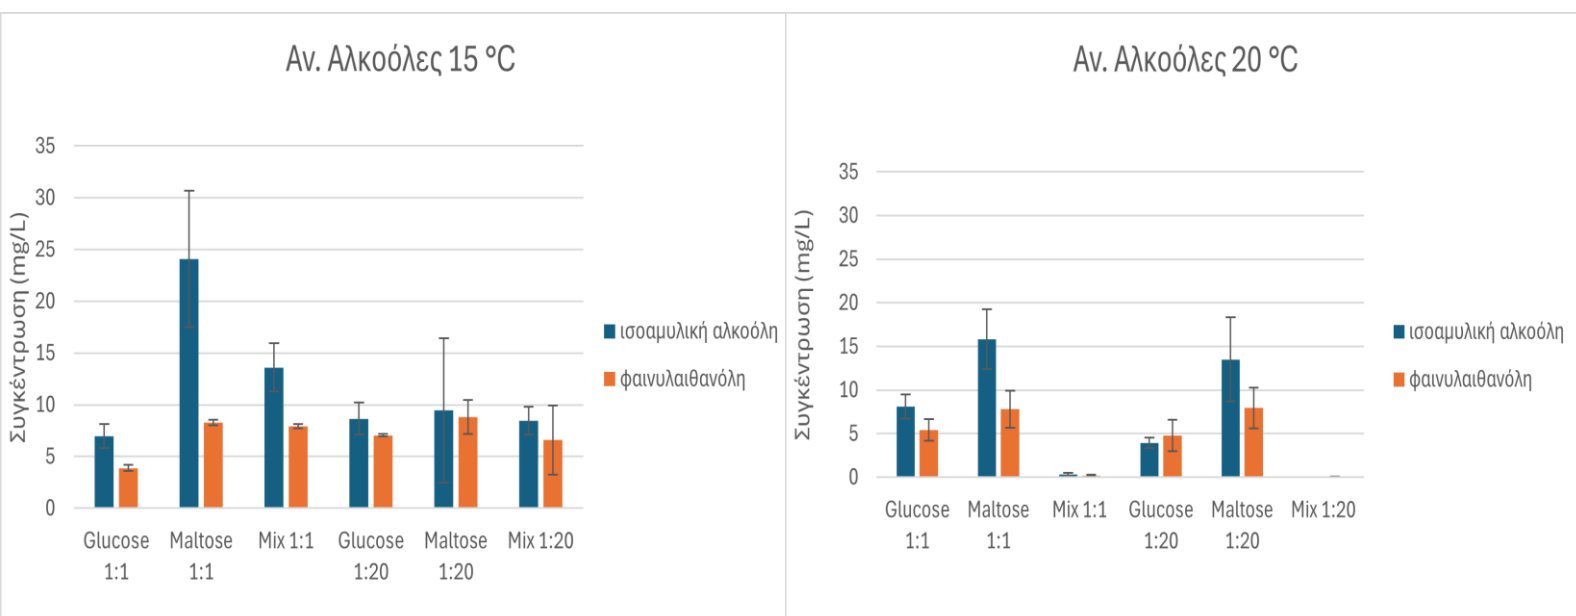 Αν. Αλκοόλες 15 °C
35
30
25
20
15
10
5
0
Συγκέντρωση (mg/L)
Glucose 1:1
Maltose 1:1
Mix 1:1
Glucose 1:20
Maltose 1:20
Mix 1:20
ισοαμυλική αλκοόλη
φαινυλαιθανόλη
Αν. Αλκοόλες 20 °C
35
30
25
20
15
10
5
0
Συγκέντρωση (mg/L)
Glucose 1:1
Maltose 1:1
Mix 1:1
Glucose 1:20
Maltose 1:20
Mix 1:20
ισοαμυλική αλκοόλη
φαινυλαιθανόλη